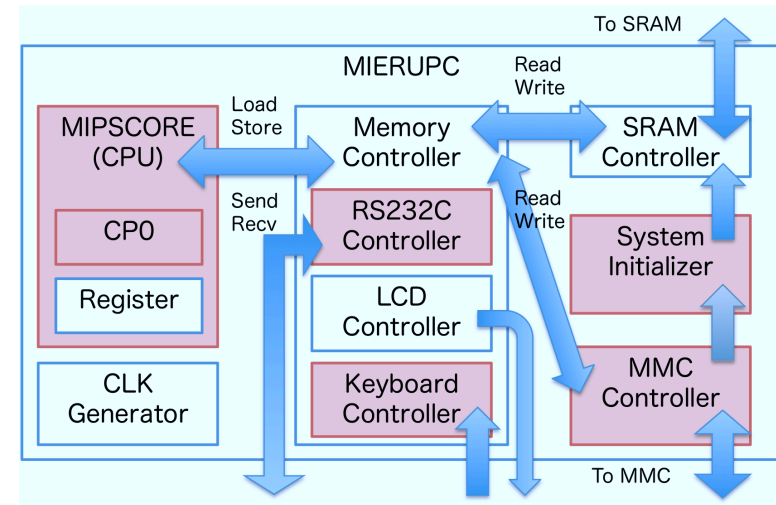 To SRAM
MIERUPC
Read
Write
Load
Store
MIPSCORE
(CPU)
Memory
Controller
SRAM
Controller
Send
Recv
CP0
Register
RS232C
Controller
Read
Write
System
Initializer
LCD
Controller
CLK
Generator
Keyboard
Controller
MMC
Controller
To MMC